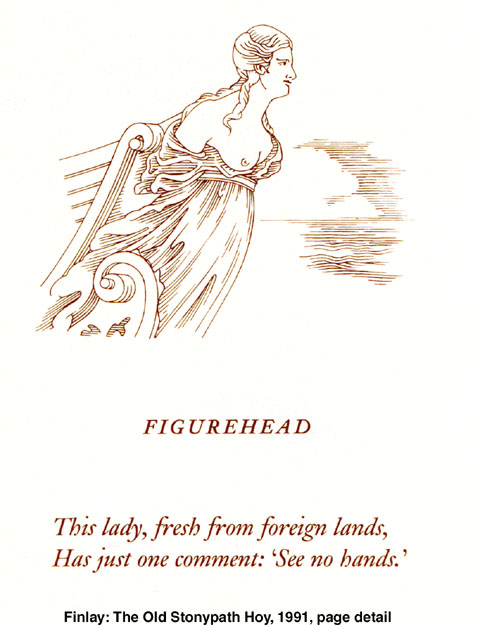 FIGUREHEAD
This lady, fresh from foreign lands,
Has just one comment: ‘See no hands.’
Finlay: The Old Stonypath Hoy, 1991, page detail